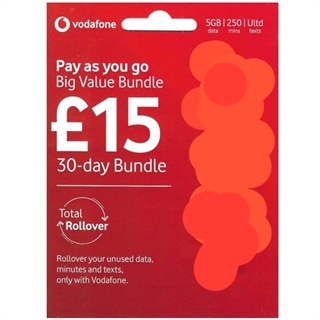 vodafone
5GB | 250 | Ultd
data mins texts
Pay as you go
Big Value Bundle
£15
30-day Bundle
Total
Rollover
Rollover your unused data,
minutes and texts,
only with Vodafone.